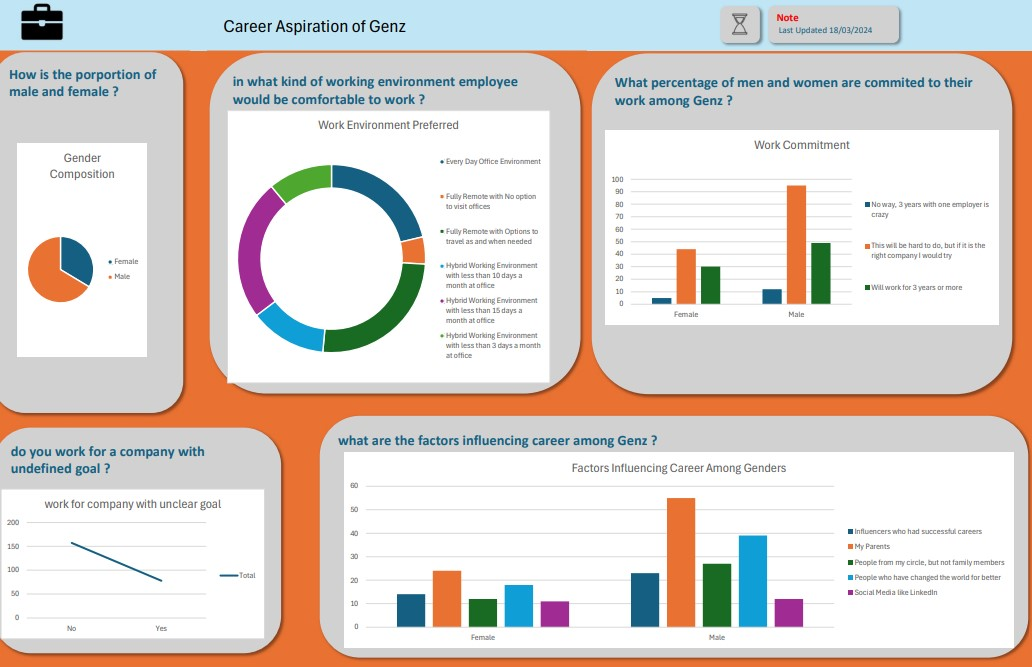 Career Aspiration of Genz
Note
Last Updated 18/03/2024
How is the porportion of
male and female ?
Gender
Composition
Female
Male
in what kind of working environment employee
would be comfortable to work ?
Work Environment Preferred
Every Day Office Environment
Fully Remote with No option
to visit offices
Fully Remote with Options to
travel as and when needed
Hybrid Working Environment
with less than 10 days a
month at office
Hybrid Working Environment
with less than 15 days a
month at office
Hybrid Working Environment
with less than 3 days a month
at office
What percentage of men and women are commited to their
work among Genz ?
Work Commitment
100
90
80
70
60
50
40
30
20
10
0
Female
Male
No way, 3 years with one employer is
crazy
This will be hard to do, but if it is the
right company I would try
Will work for 3 years or more
do you work for a company with
undefined goal ?
work for company with unclear goal
200
150
100
50
0
No
Yes
Total
what are the factors influencing career among Genz ?
Factors Influencing Career Among Genders
60
50
40
30
20
10
0
Female
Male
Influencers who had successful careers
My Parents
People from my circle, but not family members
People who have changed the world for better
Social Media like LinkedIn